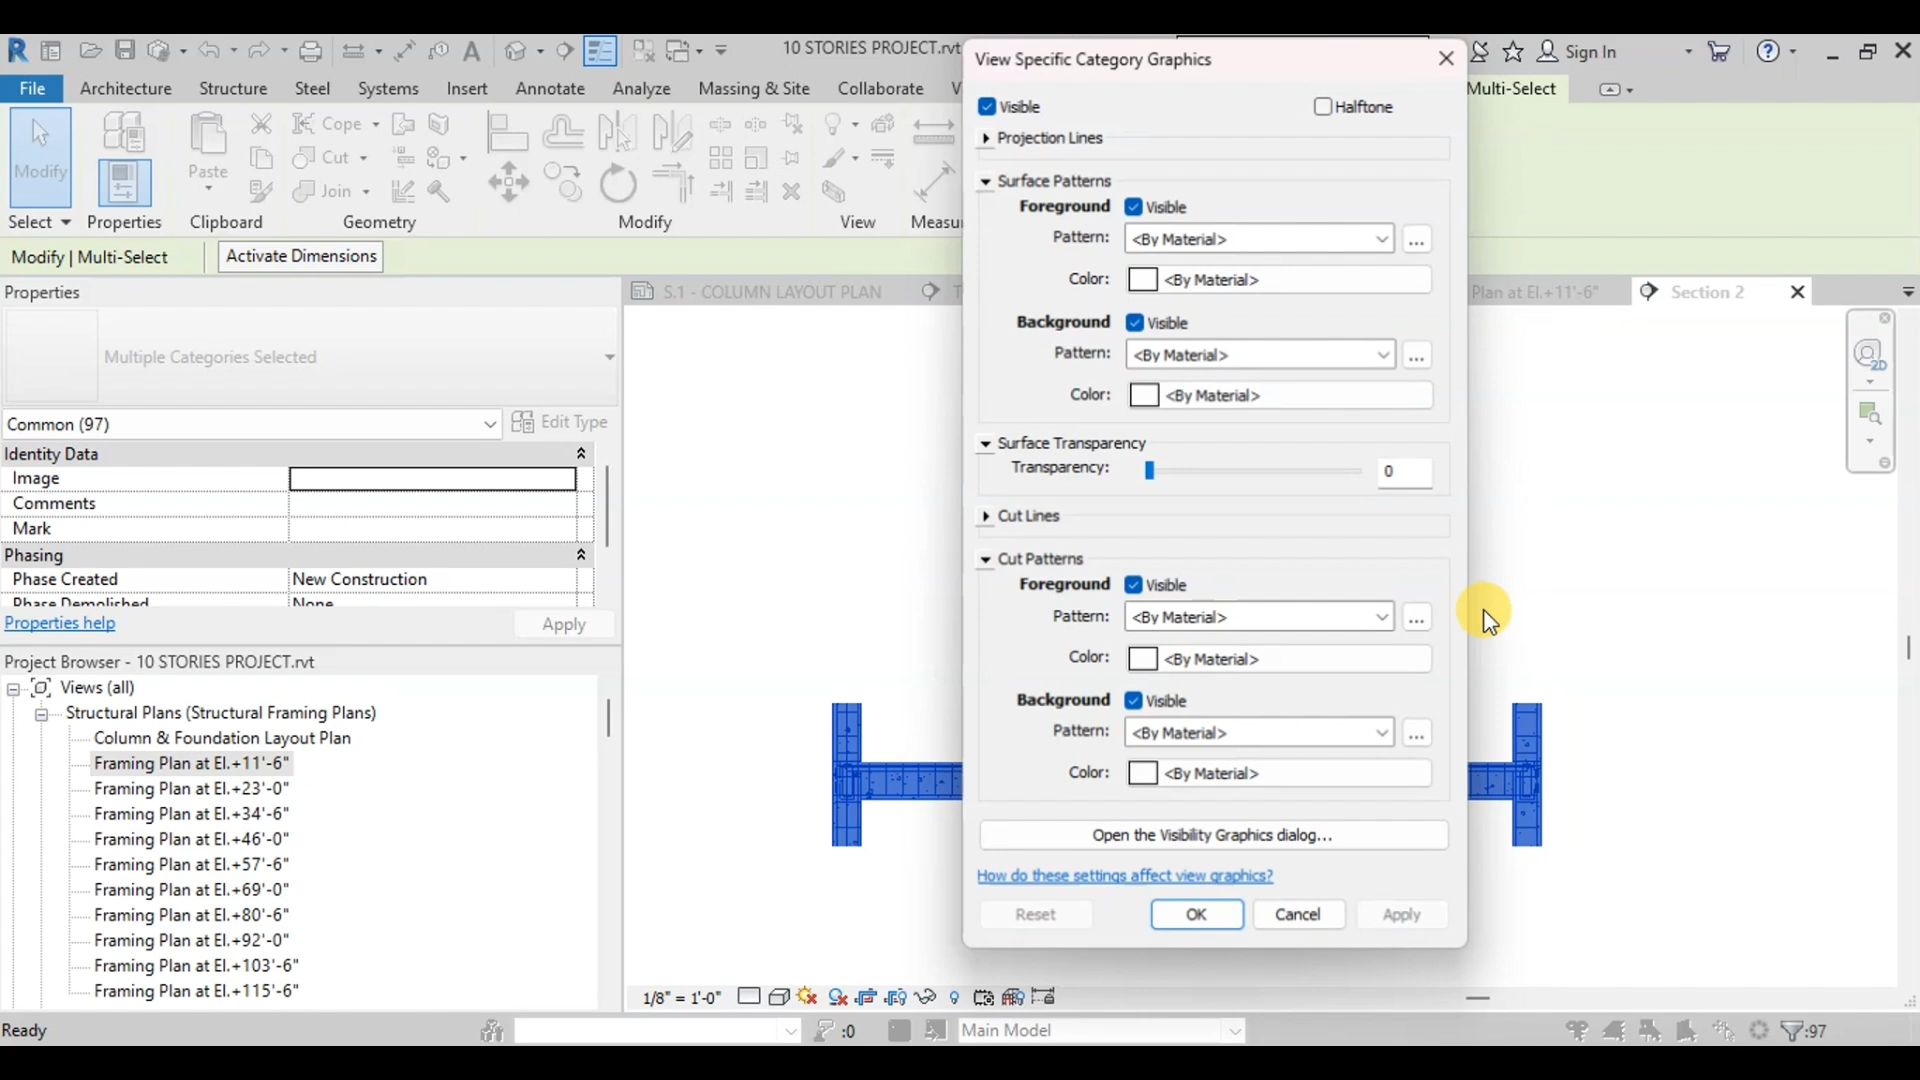 10 STORIES PROJECT.rvt
Sign In
File Architecture Structure Steel Systems Insert Annotate Analyze Massing & Site Collaborate V Multi-Select
Modify
Paste
Cope
Cut
Join
Select Properties Clipboard Geometry Modify View Measu
Modify | Multi-Select
Activate Dimensions
Properties
Multiple Categories Selected
Common (97)
Edit Type
Identity Data
Image
Comments
Mark
Phasing
Phase Created New Construction
Phase Demolished None
Properties help
Apply
Project Browser - 10 STORIES PROJECT.rvt
Views (all)
Structural Plans (Structural Framing Plans)
Column & Foundation Layout Plan
Framing Plan at El.+11'-6"
Framing Plan at El.+23'-0"
Framing Plan at El.+34'-6"
Framing Plan at El.+46'-0"
Framing Plan at El.+57'-6"
Framing Plan at El.+69'-0"
Framing Plan at El.+80'-6"
Framing Plan at El.+92'-0"
Framing Plan at El.+103'-6"
Framing Plan at El.+115'-6"
S.1 - COLUMN LAYOUT PLAN
Plan at El.+11'-6"
Section 2
2D
View Specific Category Graphics
Visible
Halftone
Projection Lines
Surface Patterns
Foreground Visible
Pattern: <By Material> ...
Color: <By Material>
Background Visible
Pattern: <By Material> ...
Color: <By Material>
Surface Transparency
Transparency: 0
Cut Lines
Cut Patterns
Foreground Visible
Pattern: <By Material> ...
Color: <By Material>
Background Visible
Pattern: <By Material> ...
Color: <By Material>
Open the Visibility Graphics dialog...
How do these settings affect view graphics?
Reset OK Cancel Apply
1/8" = 1'-0"
Ready
:0
Main Model
:97